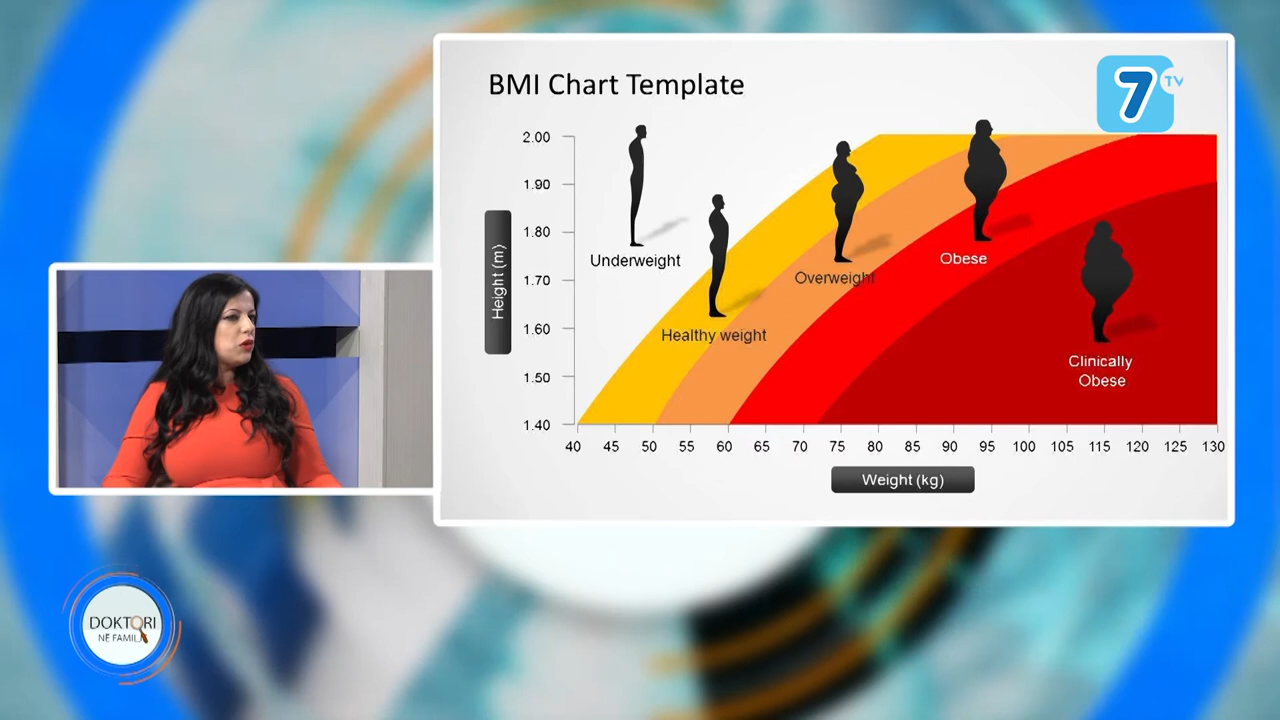 BMI Chart Template
7 TV
2.00
1.90
1.80
1.70
1.60
1.50
1.40
Height (m)
Underweight
Healthy weight
Overweight
Obese
Clinically
Obese
40 45 50 55 60 65 70 75 80 85 90 95 100 105 110 115 120 125 130
Weight (kg)
DOKTORI
NË FAMILJ